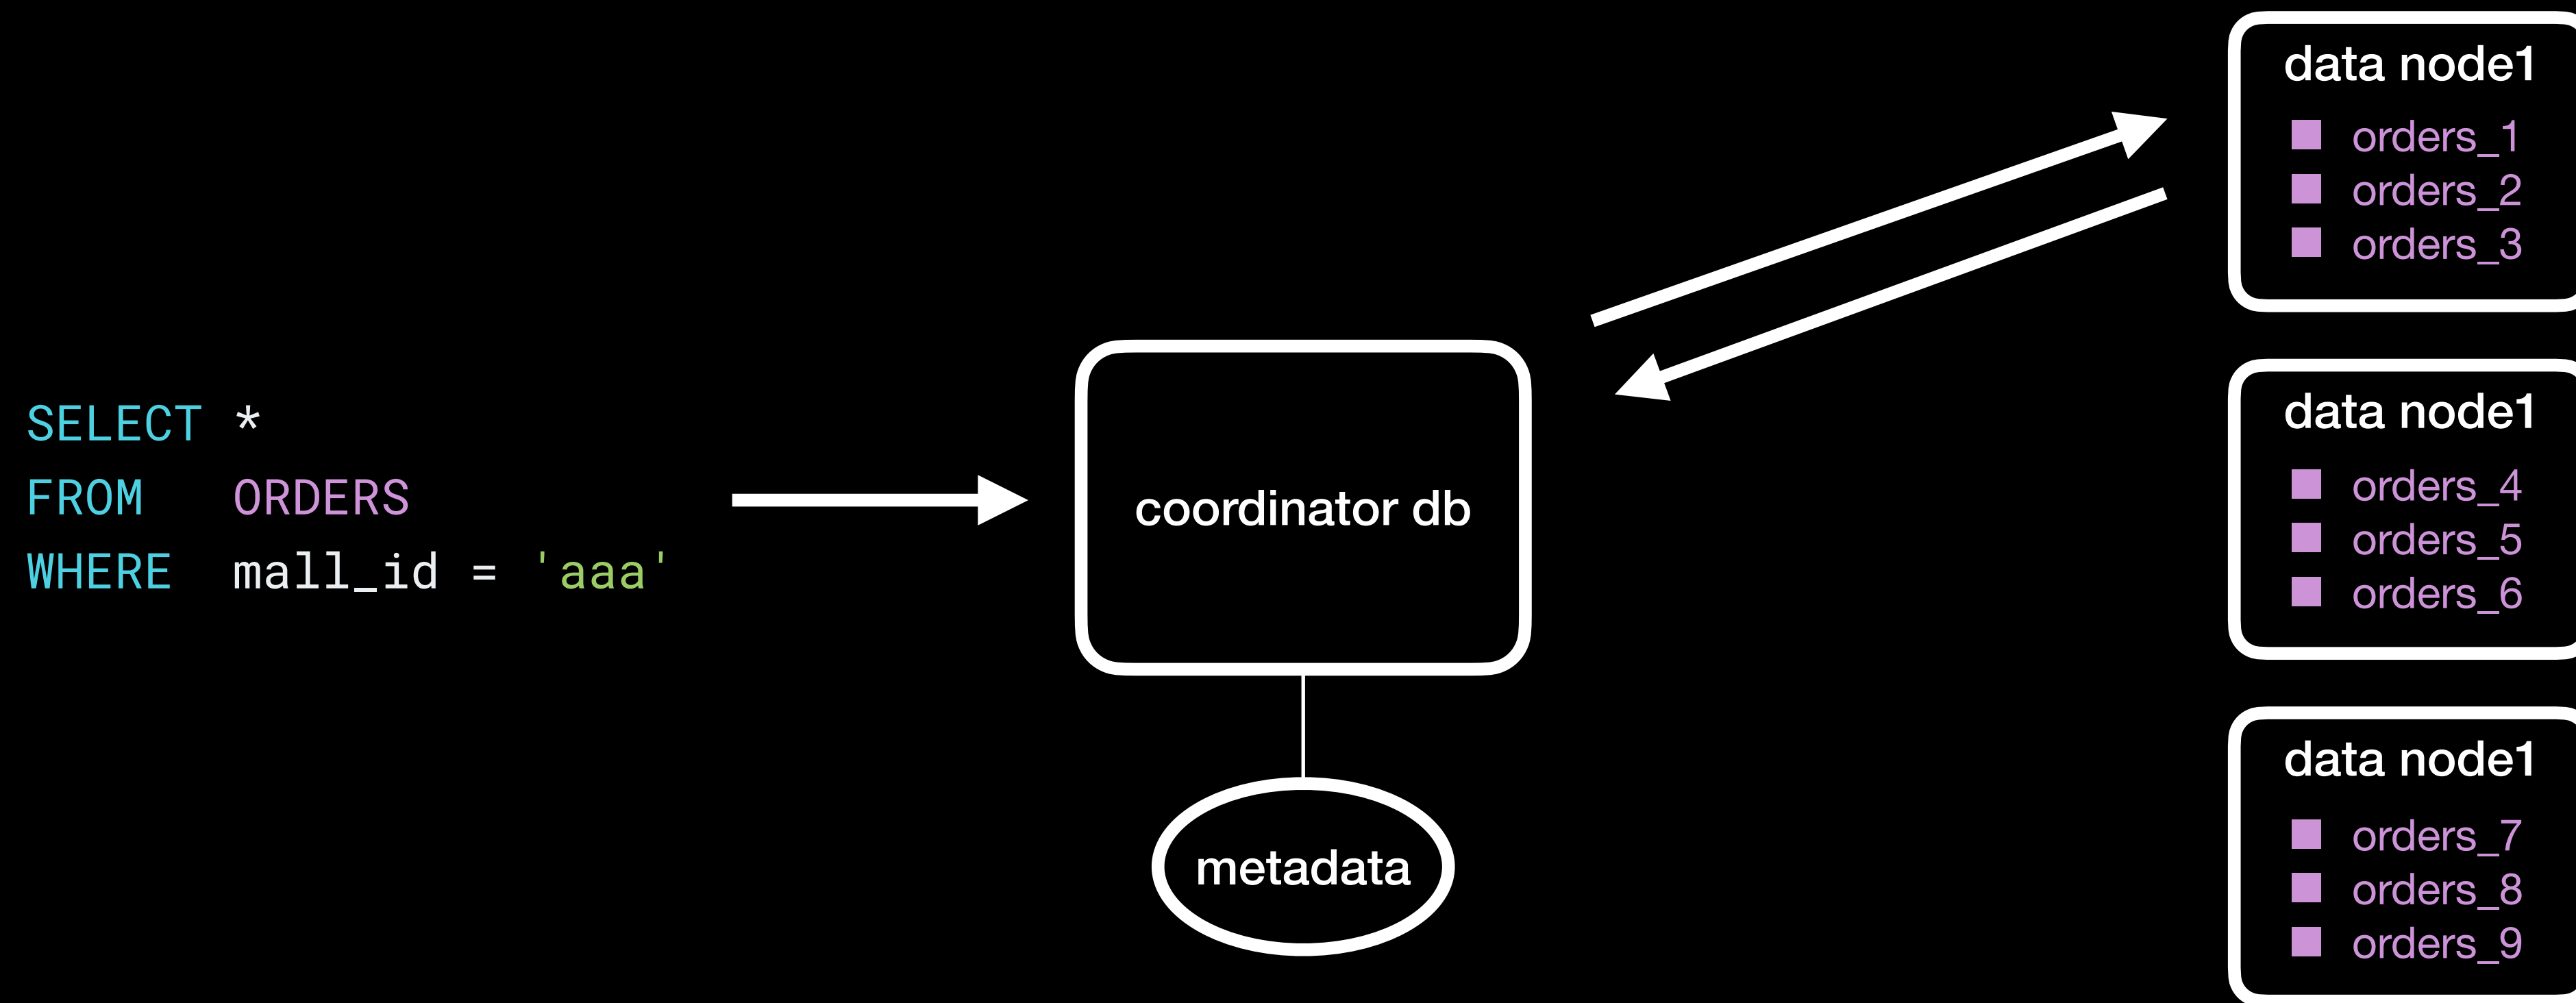 SELECT *
FROM ORDERS
WHERE mall_id = 'aaa'
coordinator db
metadata
data node1
orders_1
orders_2
orders_3
data node1
orders_4
orders_5
orders_6
data node1
orders_7
orders_8
orders_9